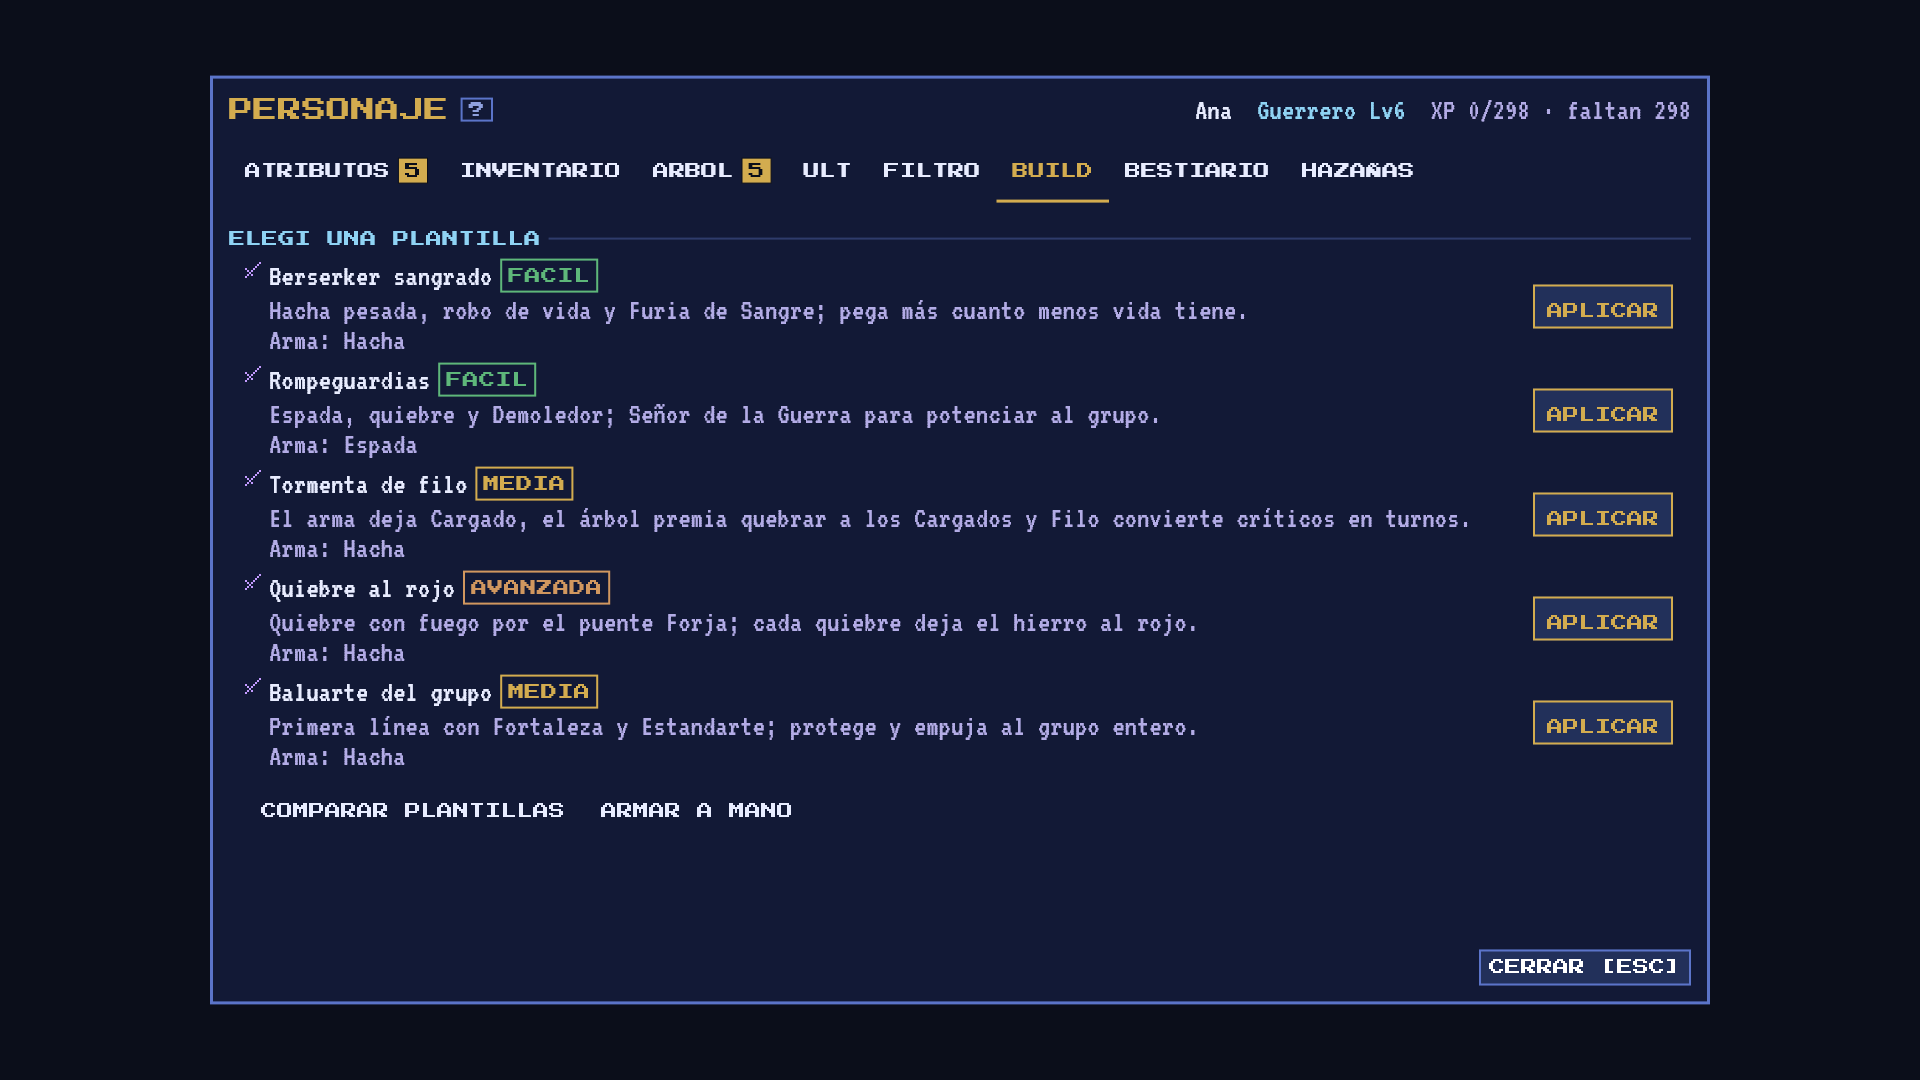 PERSONAJE ? Ana Guerrero Lv6 XP 0/298 · faltan 298
ATRIBUTOS 5 INVENTARIO ARBOL 5 ULT FILTRO BUILD BESTIARIO HAZAñAS
ELEGI UNA PLANTILLA
Berserker sangrado FACIL
Hacha pesada, robo de vida y Furia de Sangre; pega más cuanto menos vida tiene.
APLICAR
Arma: Hacha
Rompeguardias FACIL
Espada, quiebre y Demoledor; Señor de la Guerra para potenciar al grupo.
APLICAR
Arma: Espada
Tormenta de filo MEDIA
El arma deja Cargado, el árbol premia quebrar a los Cargados y Filo convierte críticos en turnos.
APLICAR
Arma: Hacha
Quiebre al rojo AVANZADA
Quiebre con fuego por el puente Forja; cada quiebre deja el hierro al rojo.
APLICAR
Arma: Hacha
Baluarte del grupo MEDIA
Primera línea con Fortaleza y Estandarte; protege y empuja al grupo entero.
APLICAR
Arma: Hacha
COMPARAR PLANTILLAS ARMAR A MANO
CERRAR [ESC]